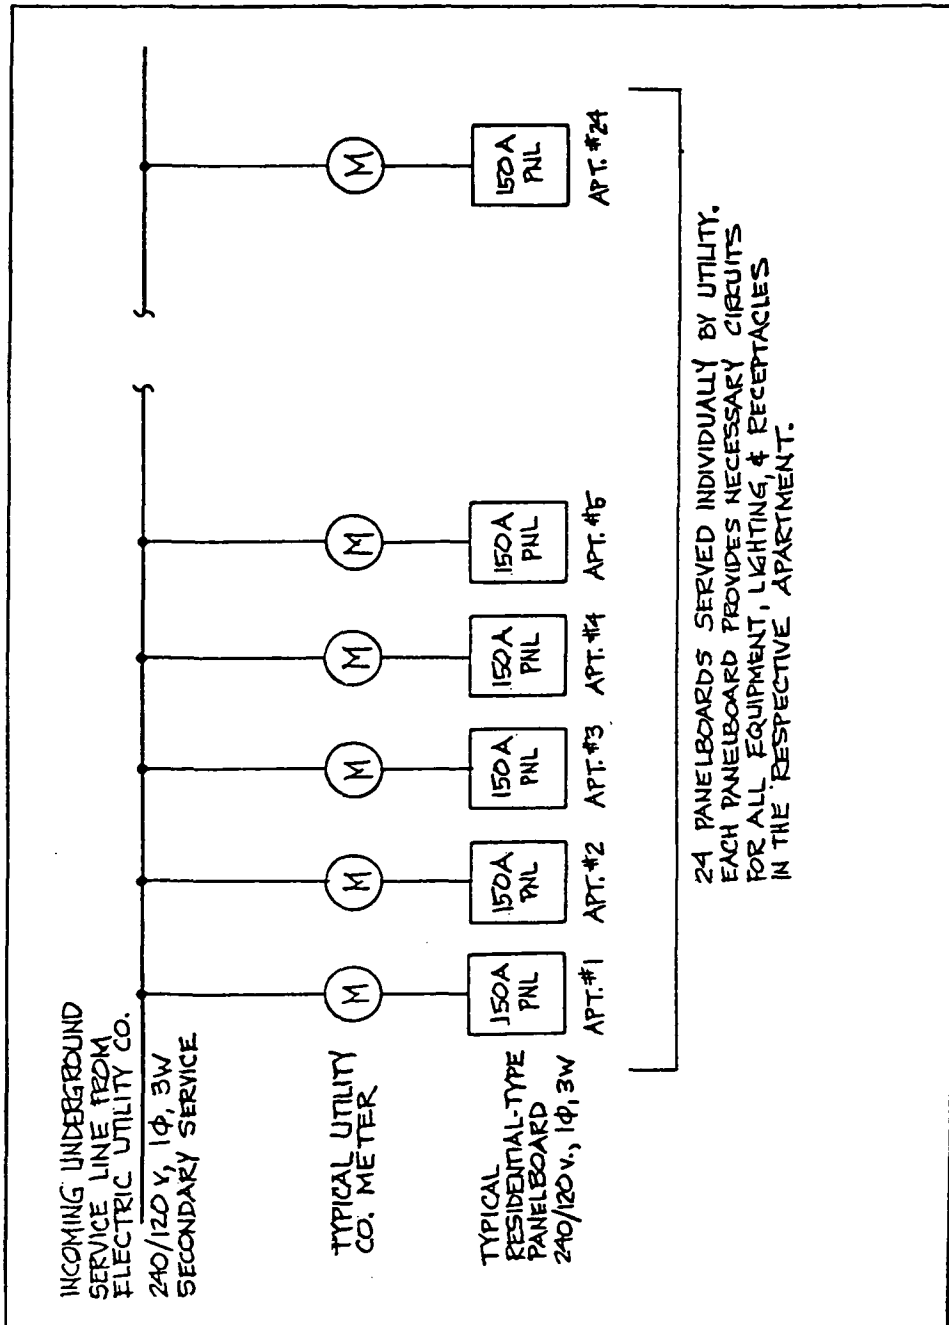 INCOMING UNDERGROUND
SERVICE LINE FROM
ELECTRIC UTILITY CO.
240/120 V, 1Φ, 3W
SECONDARY SERVICE
TYPICAL UTILITY
CO. METER
M
M
M
M
M
M
TYPICAL
RESIDENTIAL-TYPE
PANELBOARD
240/120V., 1Φ, 3W
150A
PNL
APT. #1
150A
PNL
APT. #2
150A
PNL
APT. #3
150A
PNL
APT. #4
150A
PNL
APT. #5
150A
PNL
APT. #24
24 PANELBOARDS SERVED INDIVIDUALLY BY UTILITY.
EACH PANELBOARD PROVIDES NECESSARY CIRCUITS
FOR ALL EQUIPMENT, LIGHTING, & RECEPTACLES
IN THE RESPECTIVE APARTMENT.